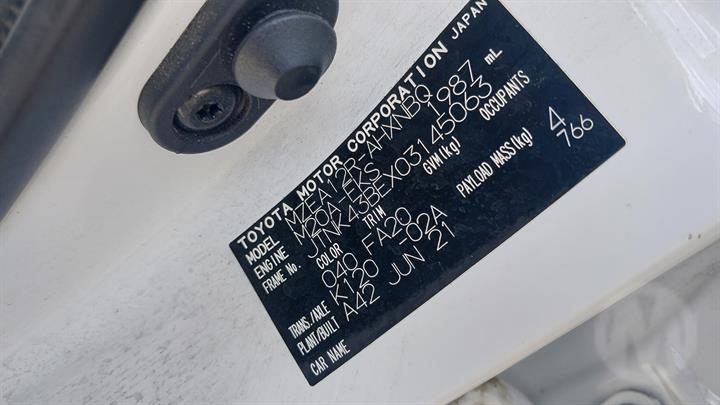 TOYOTA MOTOR CORPORATION JAPAN
MODEL MZEA12R-AHXNBQ
ENGINE M20A-FKS 1987 mL
FRAME No. JTNK43BEX03145063
COLOR TRIM GVM(kg) OCCUPANTS
040 FA20 4
TRANS./AXLE K120 -02A PAYLOAD MASS(kg) 766
PLANT/BUILT A42 JUN 21
CAR NAME
M